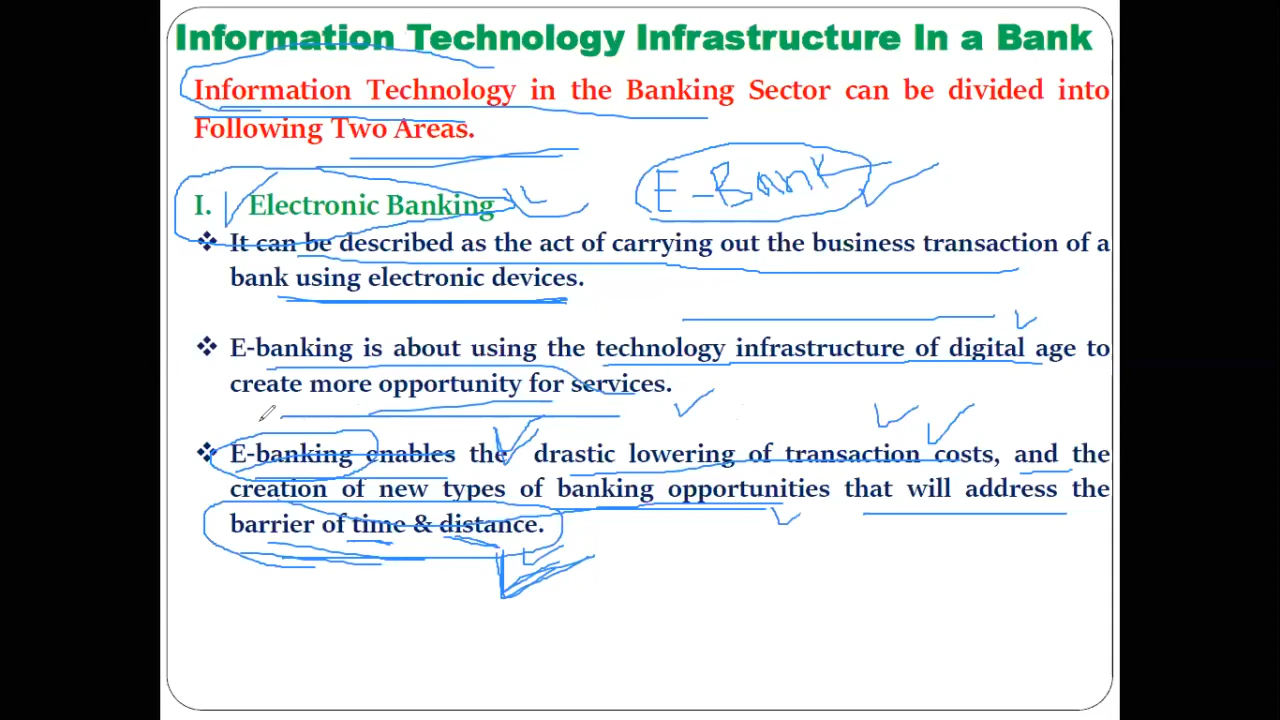 Information Technology Infrastructure In a Bank
Information Technology in the Banking Sector can be divided into
Following Two Areas.
E-Bank
I. Electronic Banking
❖ It can be described as the act of carrying out the business transaction of a
bank using electronic devices.
❖ E-banking is about using the technology infrastructure of digital age to
create more opportunity for services.
❖ E-banking enables the drastic lowering of transaction costs, and the
creation of new types of banking opportunities that will address the
barrier of time & distance.